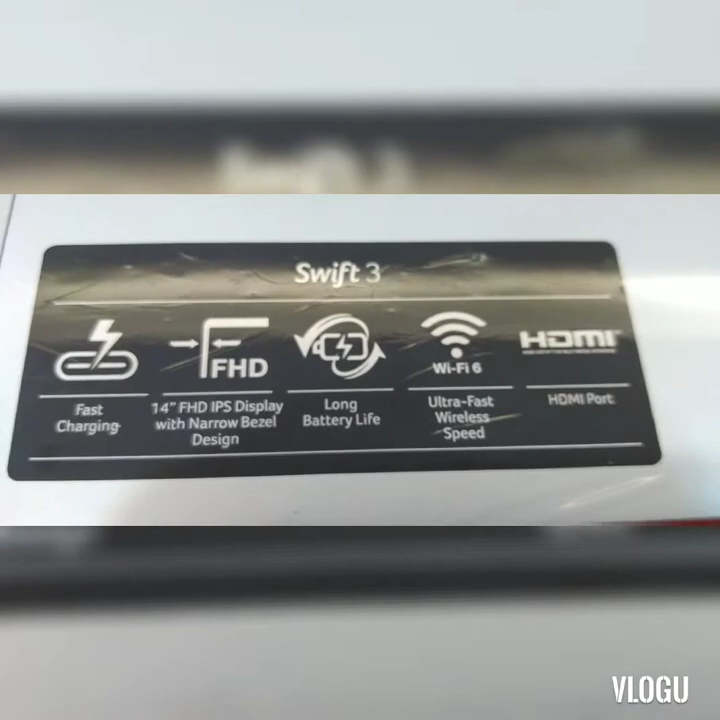 Swift 3
FHD
Wi-Fi 6
HDMI
Fast
Charging
14" FHD IPS Display
with Narrow Bezel
Design
Long
Battery Life
Ultra-Fast
Wireless
Speed
HDMI Port
VLOGU